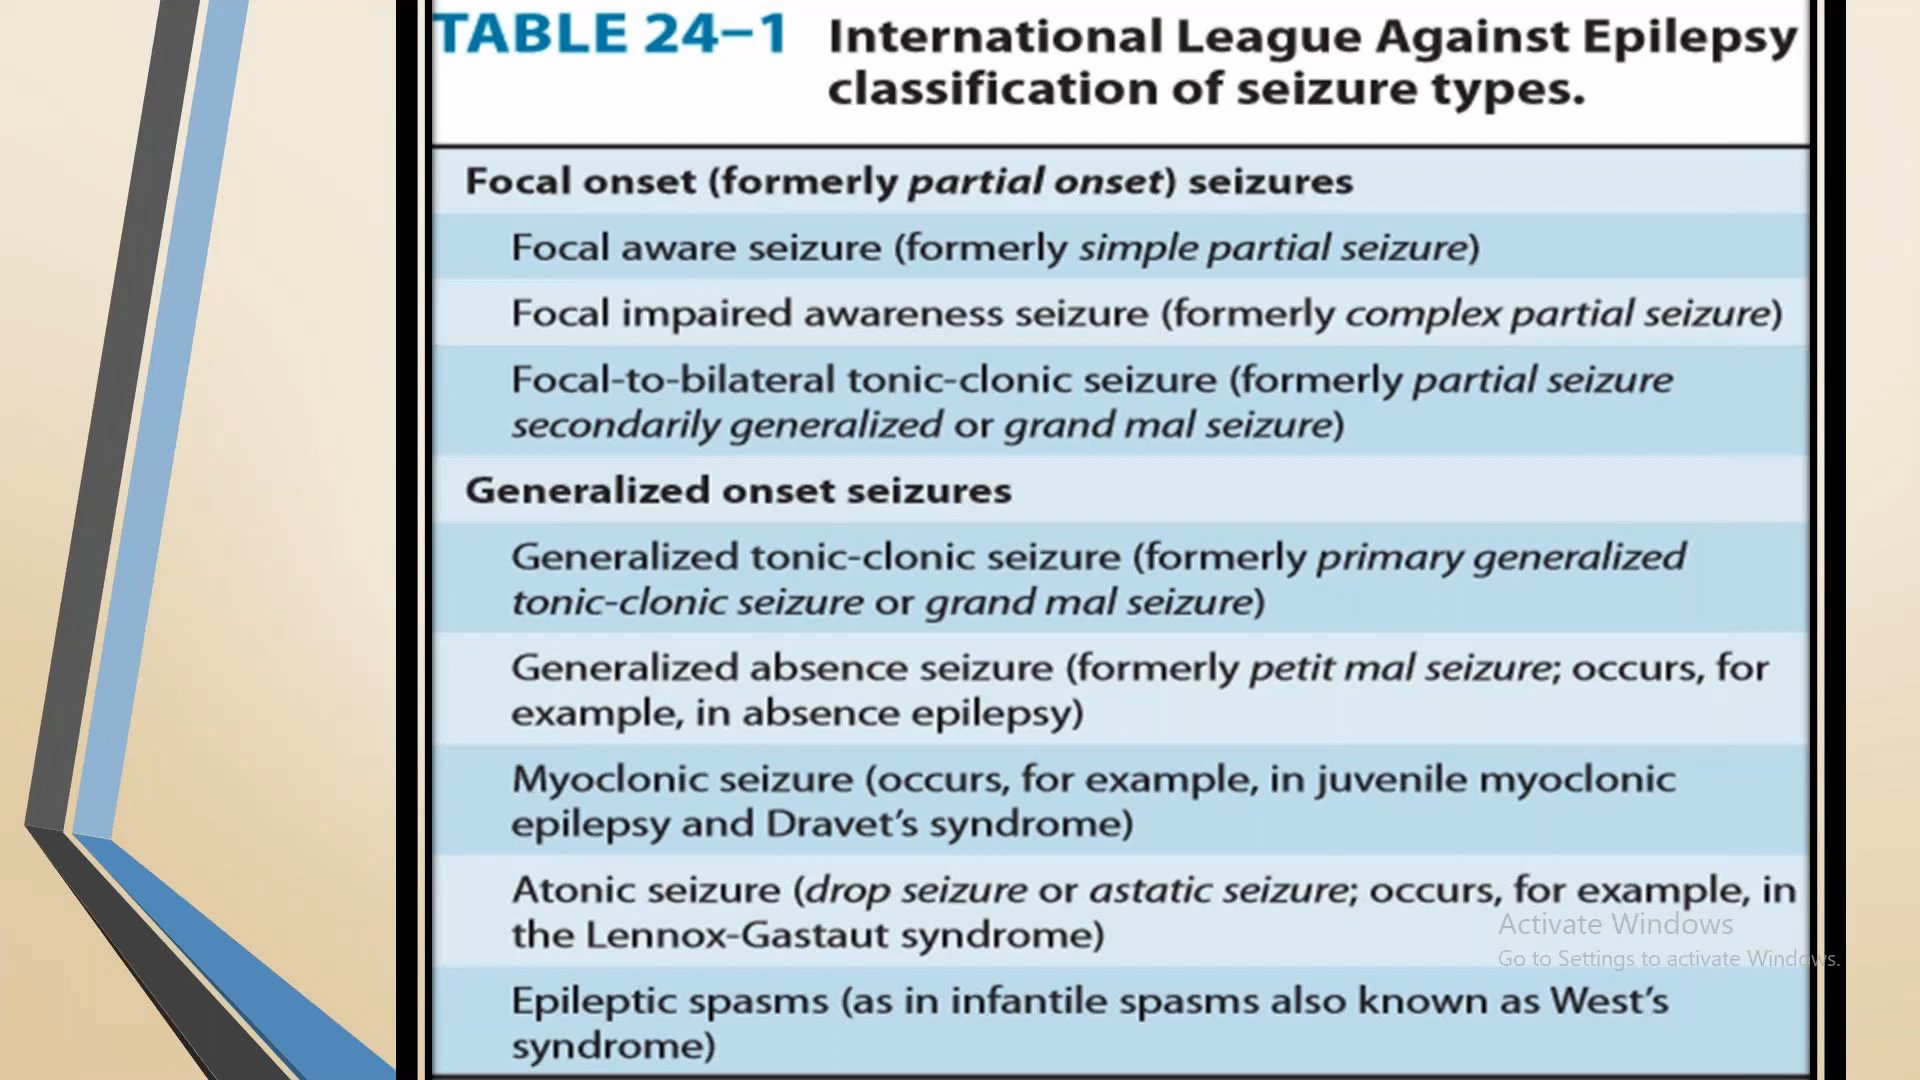 TABLE 24–1 International League Against Epilepsy
classification of seizure types.
Focal onset (formerly partial onset) seizures
Focal aware seizure (formerly simple partial seizure)
Focal impaired awareness seizure (formerly complex partial seizure)
Focal-to-bilateral tonic-clonic seizure (formerly partial seizure
secondarily generalized or grand mal seizure)
Generalized onset seizures
Generalized tonic-clonic seizure (formerly primary generalized
tonic-clonic seizure or grand mal seizure)
Generalized absence seizure (formerly petit mal seizure; occurs, for
example, in absence epilepsy)
Myoclonic seizure (occurs, for example, in juvenile myoclonic
epilepsy and Dravet’s syndrome)
Atonic seizure (drop seizure or astatic seizure; occurs, for example, in
the Lennox-Gastaut syndrome)
Activate Windows
Go to Settings to activate Windows.
Epileptic spasms (as in infantile spasms also known as West’s
syndrome)